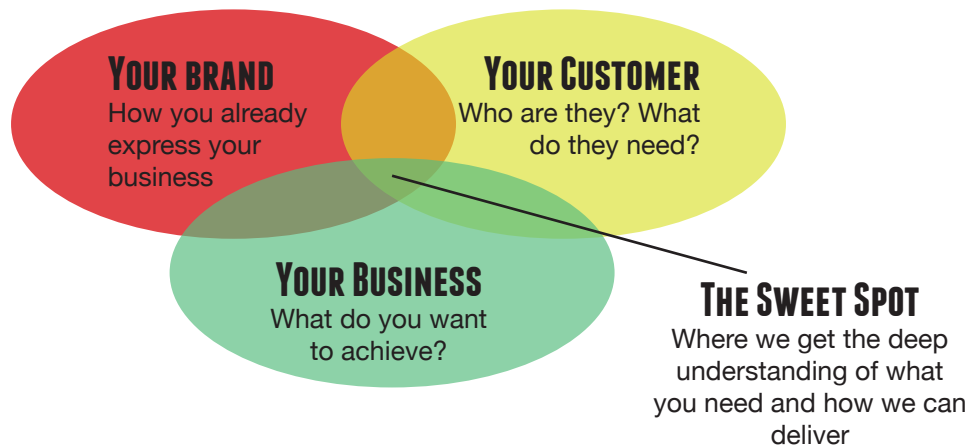 YOUR BRAND
How you already
express your
business
YOUR CUSTOMER
Who are they? What
do they need?
YOUR BUSINESS
What do you want
to achieve?
THE SWEET SPOT
Where we get the deep
understanding of what
you need and how we can
deliver